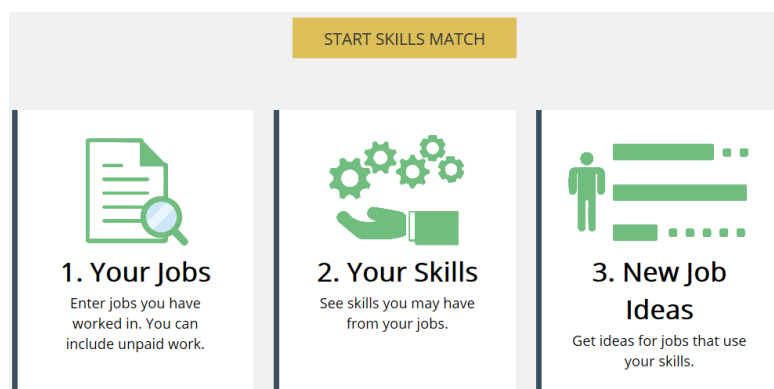 START SKILLS MATCH
1. Your Jobs
Enter jobs you have
worked in. You can
include unpaid work.
2. Your Skills
See skills you may have
from your jobs.
3. New Job
Ideas
Get ideas for jobs that use
your skills.